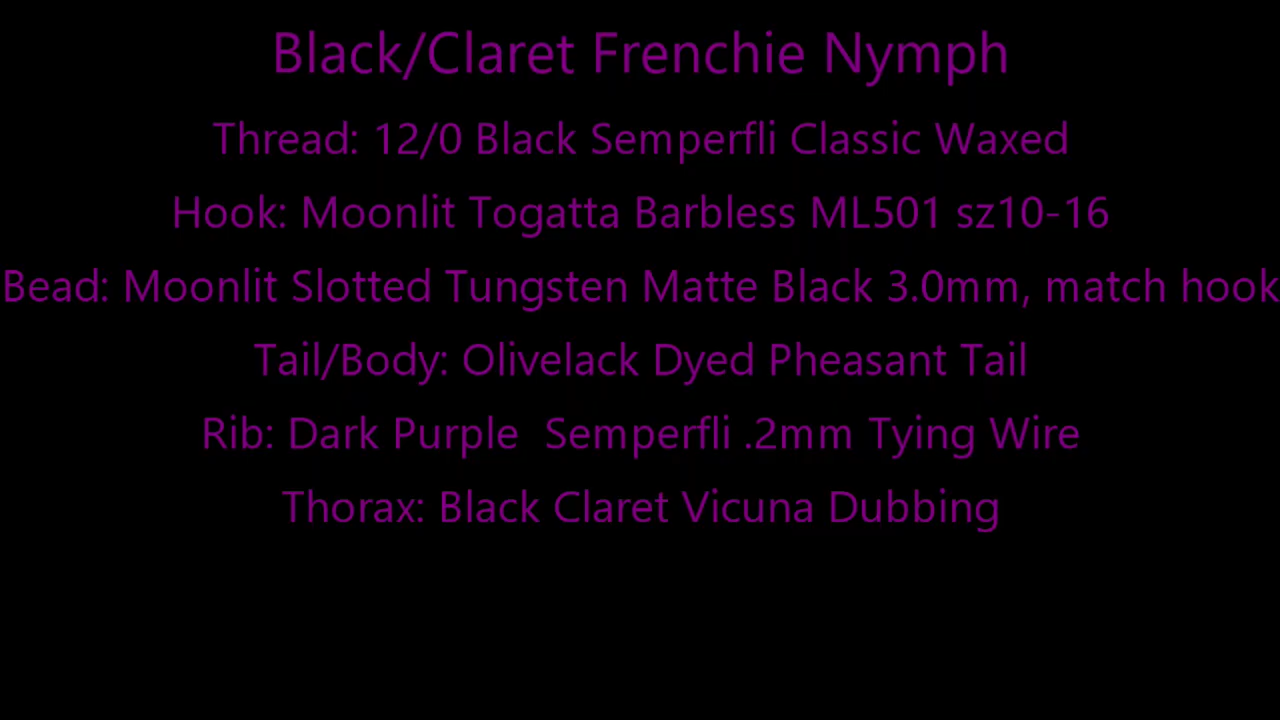 Black/Claret Frenchie Nymph
Thread: 12/0 Black Semperfli Classic Waxed
Hook: Moonlit Togatta Barbless ML501 sz10-16
Bead: Moonlit Slotted Tungsten Matte Black 3.0mm, match hook
Tail/Body: Olivelack Dyed Pheasant Tail
Rib: Dark Purple  Semperfli .2mm Tying Wire
Thorax: Black Claret Vicuna Dubbing